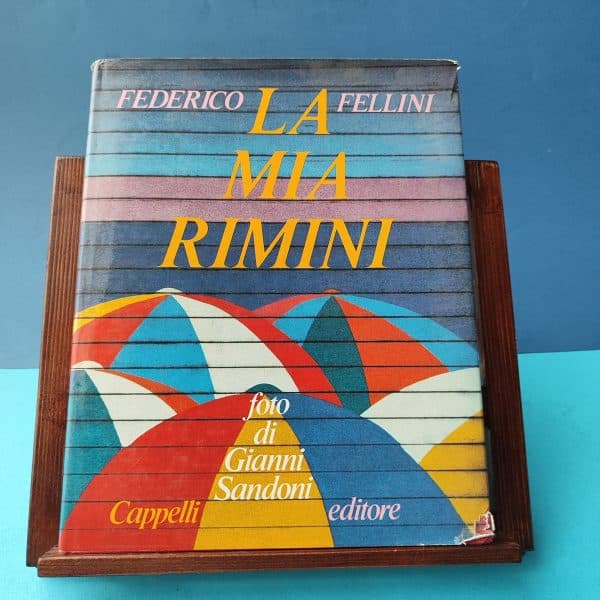 FEDERICO LA FELLINI
MIA
RIMINI
foto
di
Gianni
Sandoni
Cappelli editore